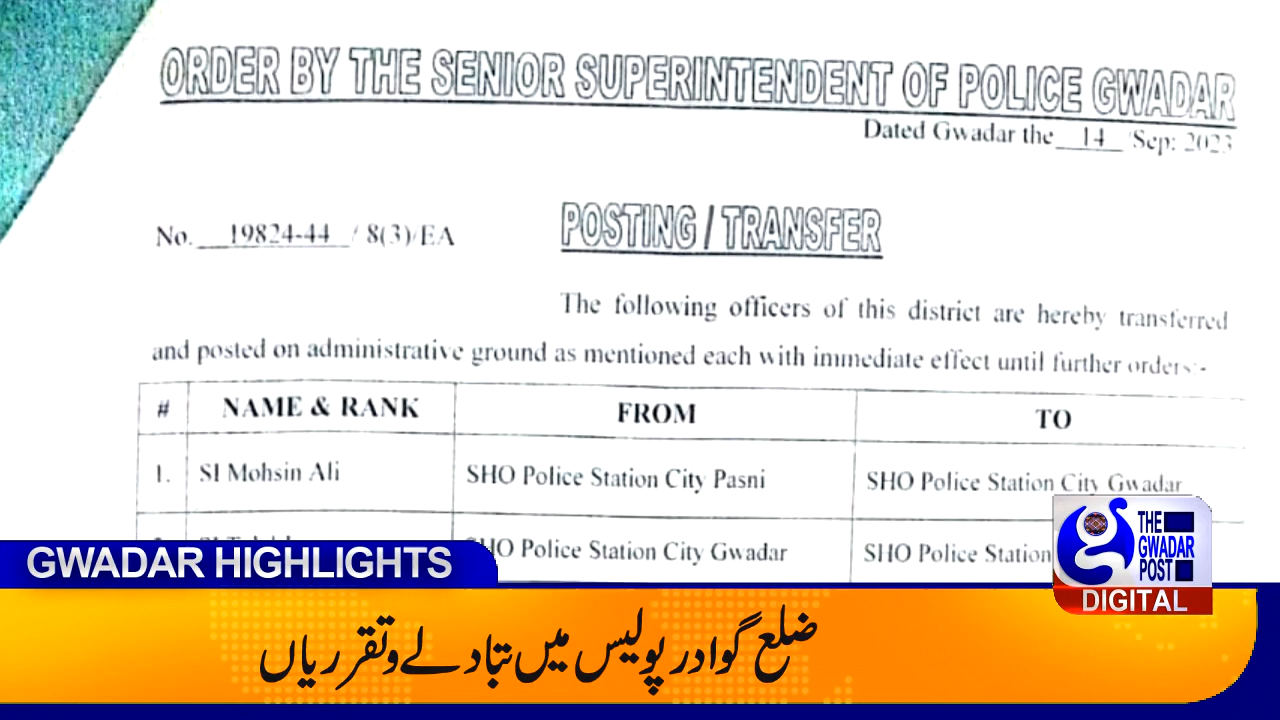 ORDER BY THE SENIOR SUPERINTENDENT OF POLICE GWADAR
Dated Gwadar the 14 Sep: 2023
No. 19824-44 / 8(3)/EA
POSTING / TRANSFER
The following officers of this district are hereby transferred
and posted on administrative ground as mentioned each with immediate effect until further orders:-
# NAME & RANK FROM TO
1. SI Mohsin Ali SHO Police Station City Pasni SHO Police Station City Gwadar
SHO Police Station City Gwadar SHO Police Station
GWADAR HIGHLIGHTS
THE
GWADAR
POST
DIGITAL
ضلع گوادر پولیس میں تبادلے و تقرریاں